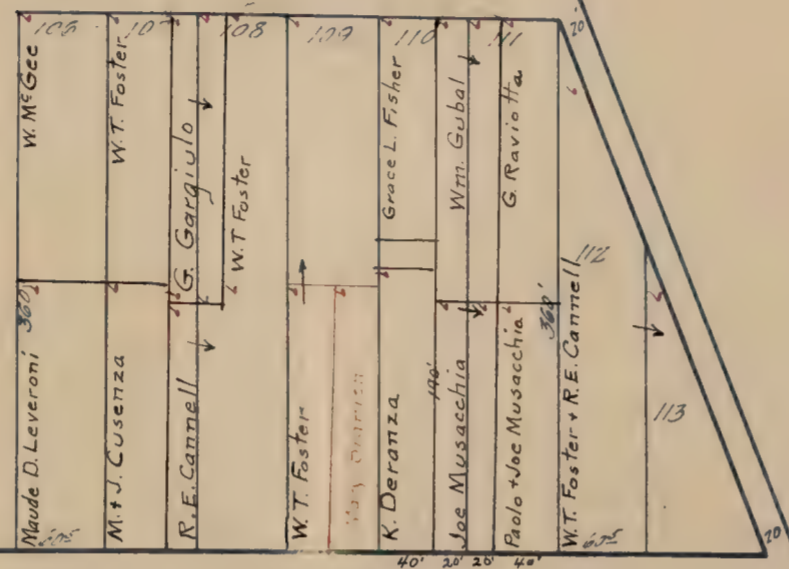 107
108
109
110
111
20'
W. McGee
W.T. Foster
G. Gargiulo
W.T Foster
Grace L. Fisher
Wm. Gubal
G. Raviotta
112
360
360'
Maude D. Leveroni
M. + J. Cusenza
R.E. Cannell
W.T. Foster
K. Deranza
190'
Joe Musacchia
Paolo + Joe Musacchia
W.T. Foster + R.E. Cannell
113
40'
20'
20'
40'
20'